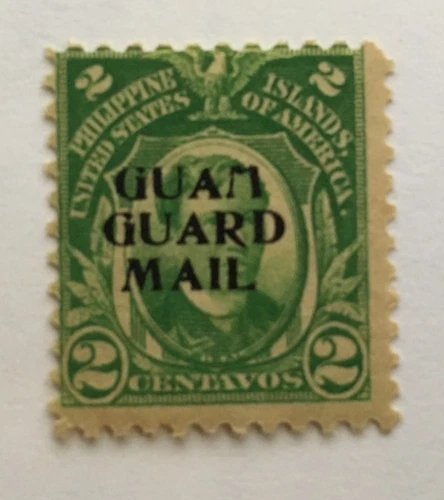 2 2
PHILIPPINE ISLANDS,
UNITED STATES OF AMERICA.
GUAM
GUARD
MAIL
2 CENTAVOS 2